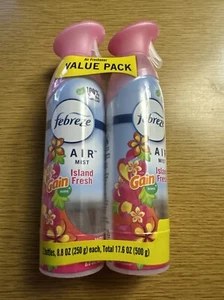 Air Freshener
VALUE PACK
febreze
febreze
AIR™
MIST
Island
Fresh
Gain
AIR
MIST
Island
Fresh
Gain
2 bottles, 8.8 OZ (250 g) each, Total 17.6 OZ (500 g)